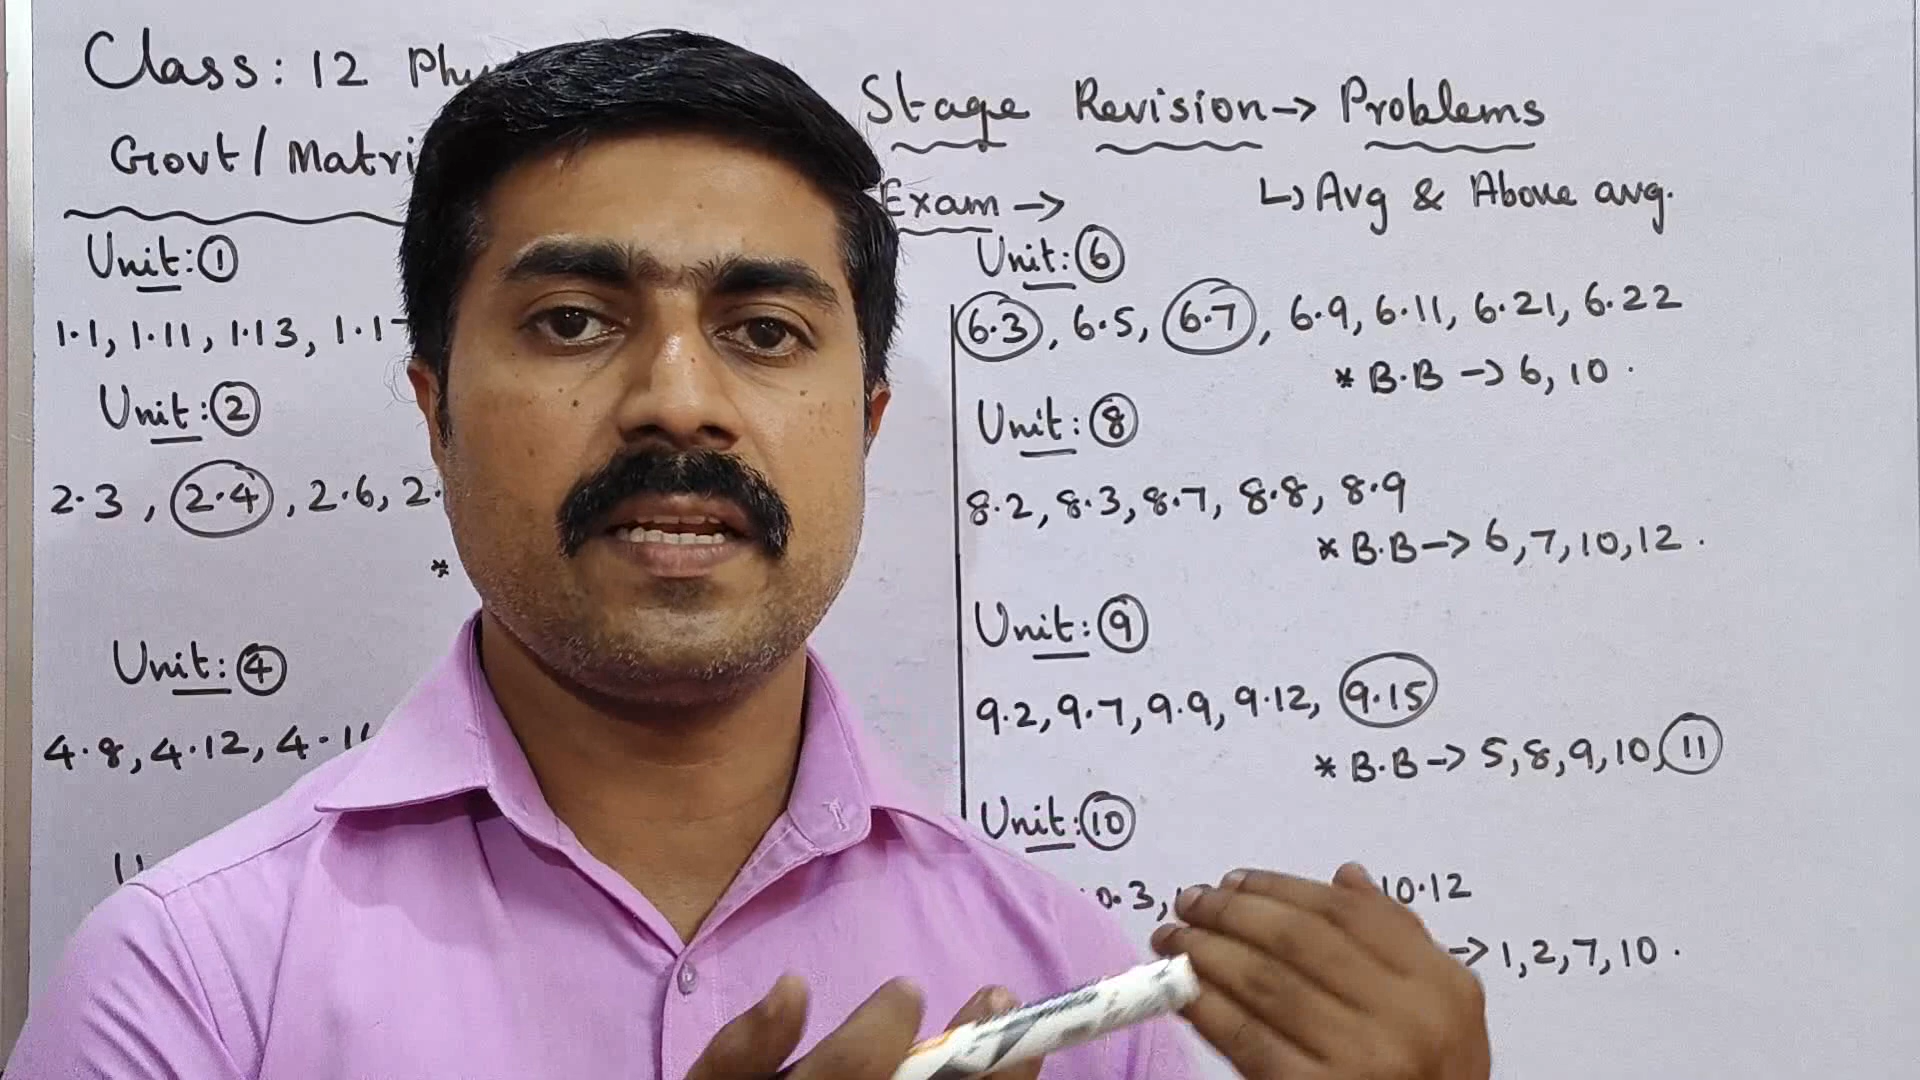 Class: 12
Stage Revision → Problems
Govt/
Exam →
↳ Avg & Above avg.
Unit: ①
1.1, 1.11, 1.13,
Unit: ②
2.3, 2.4, 2.6,
*
Unit: ④
4.8, 4.12,
Unit: ⑥
6.3, 6.5, 6.7, 6.9, 6.11, 6.21, 6.22
* B.B → 6, 10.
Unit: ⑧
8.2, 8.3, 8.7, 8.8, 8.9
* B.B → 6, 7, 10, 12.
Unit: ⑨
9.2, 9.7, 9.9, 9.12, 9.15
* B.B → 5, 8, 9, 10, 11
Unit: ⑩
10.12
→ 1, 2, 7, 10.